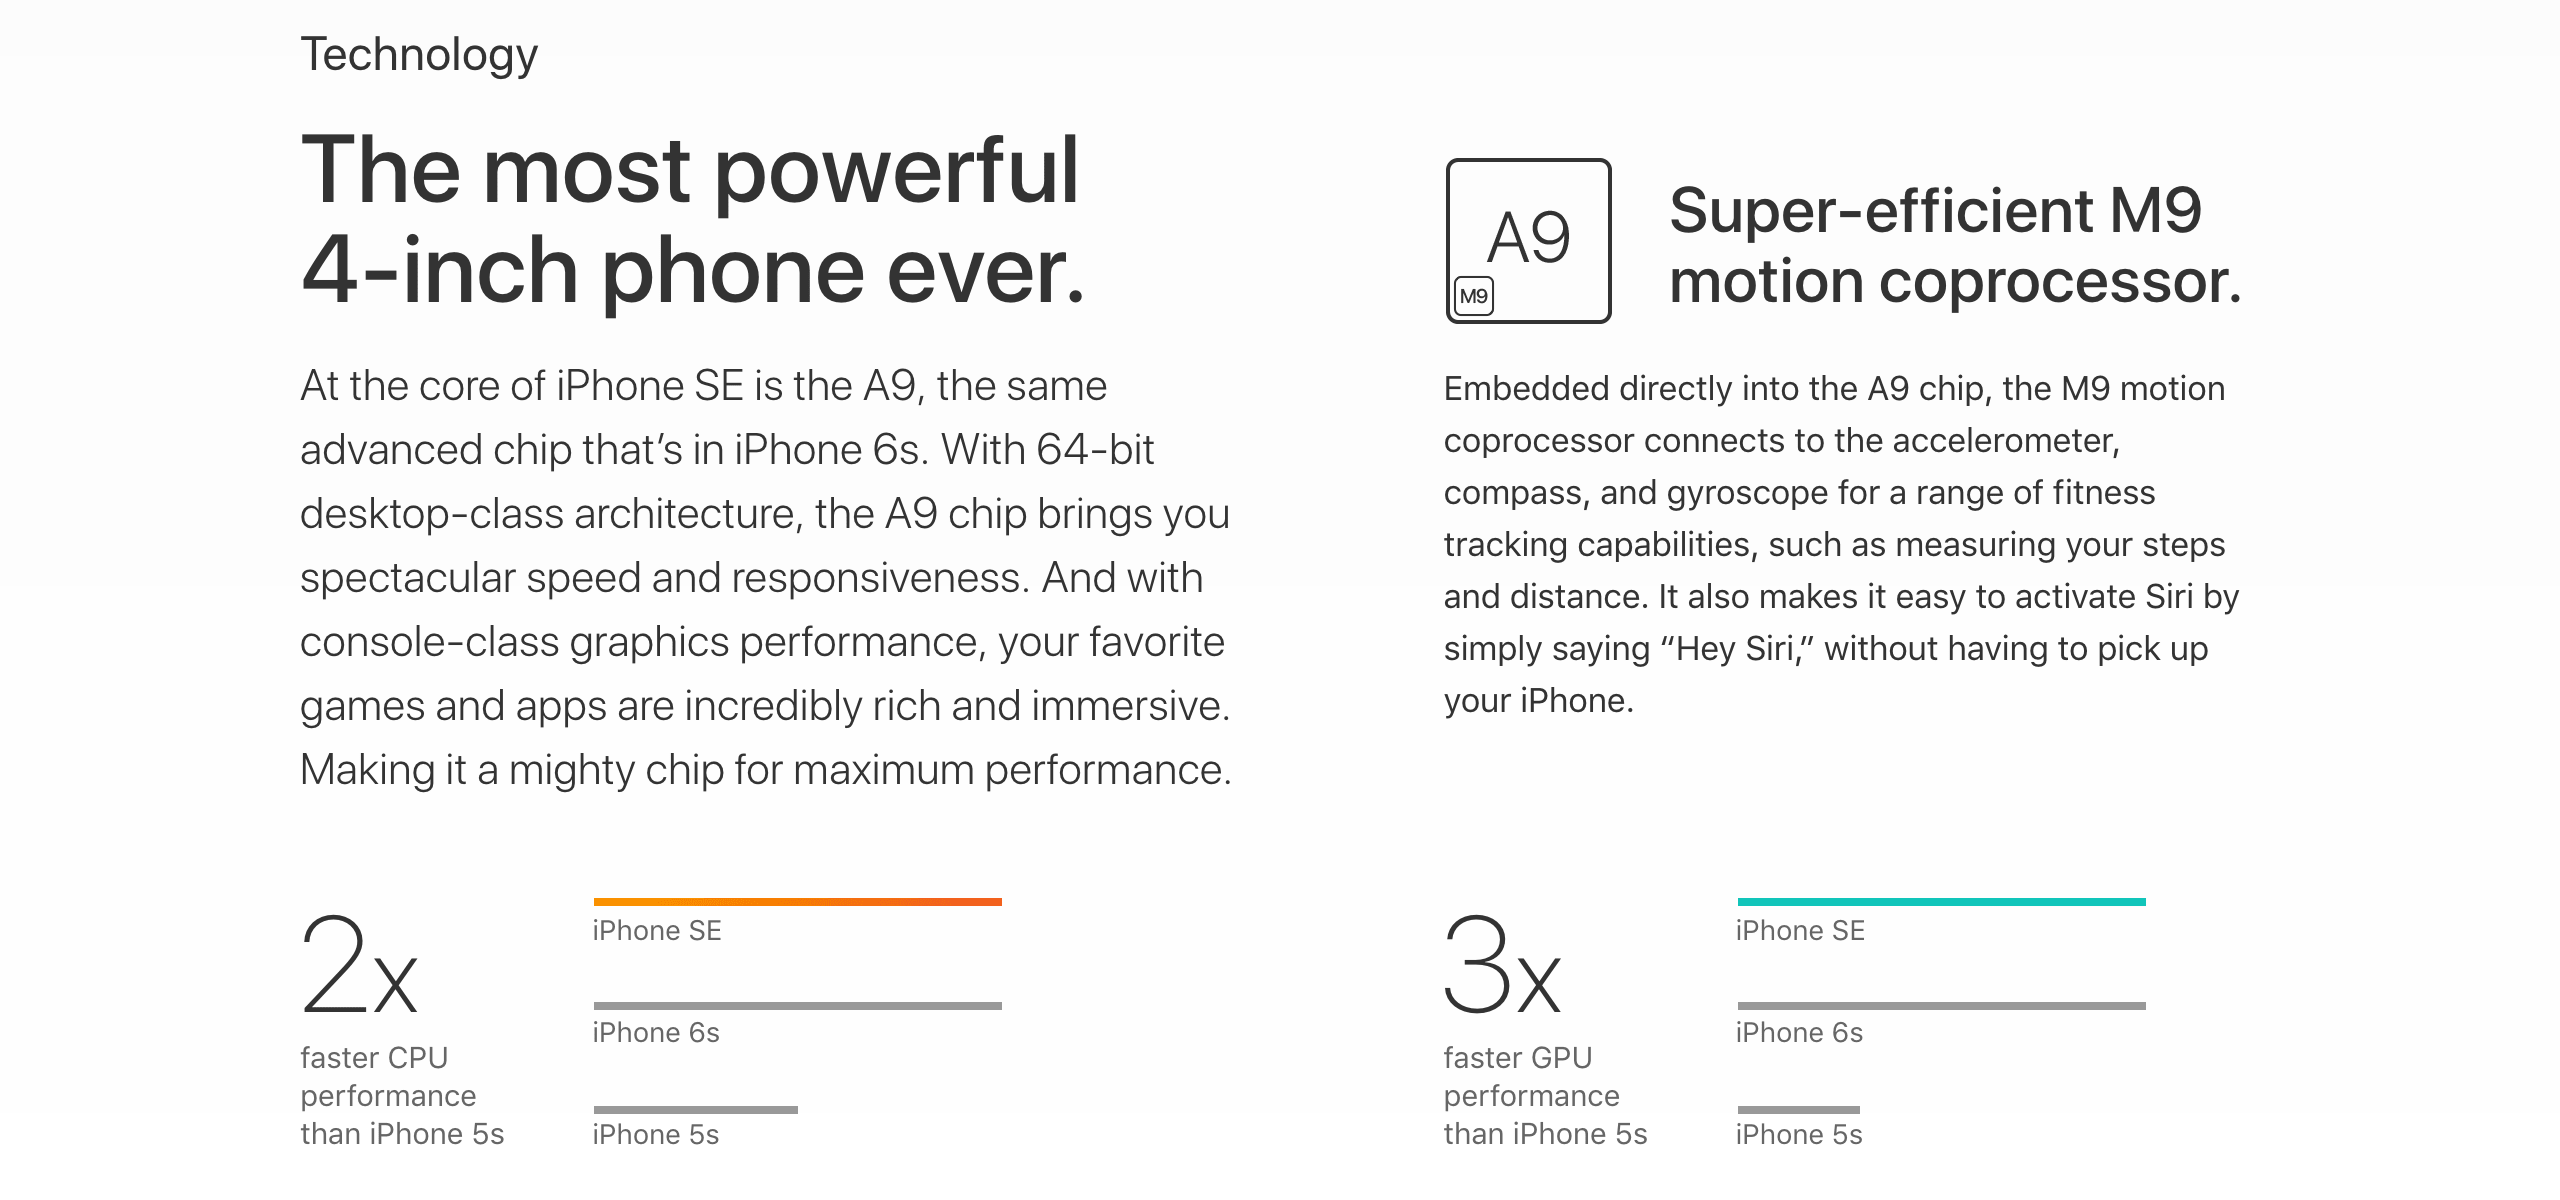 Technology
The most powerful
4-inch phone ever.
At the core of iPhone SE is the A9, the same
advanced chip that’s in iPhone 6s. With 64-bit
desktop-class architecture, the A9 chip brings you
spectacular speed and responsiveness. And with
console-class graphics performance, your favorite
games and apps are incredibly rich and immersive.
Making it a mighty chip for maximum performance.
A9
M9
Super-efficient M9
motion coprocessor.
Embedded directly into the A9 chip, the M9 motion
coprocessor connects to the accelerometer,
compass, and gyroscope for a range of fitness
tracking capabilities, such as measuring your steps
and distance. It also makes it easy to activate Siri by
simply saying “Hey Siri,” without having to pick up
your iPhone.
2x
faster CPU
performance
than iPhone 5s
iPhone SE
iPhone 6s
iPhone 5s
3x
faster GPU
performance
than iPhone 5s
iPhone SE
iPhone 6s
iPhone 5s